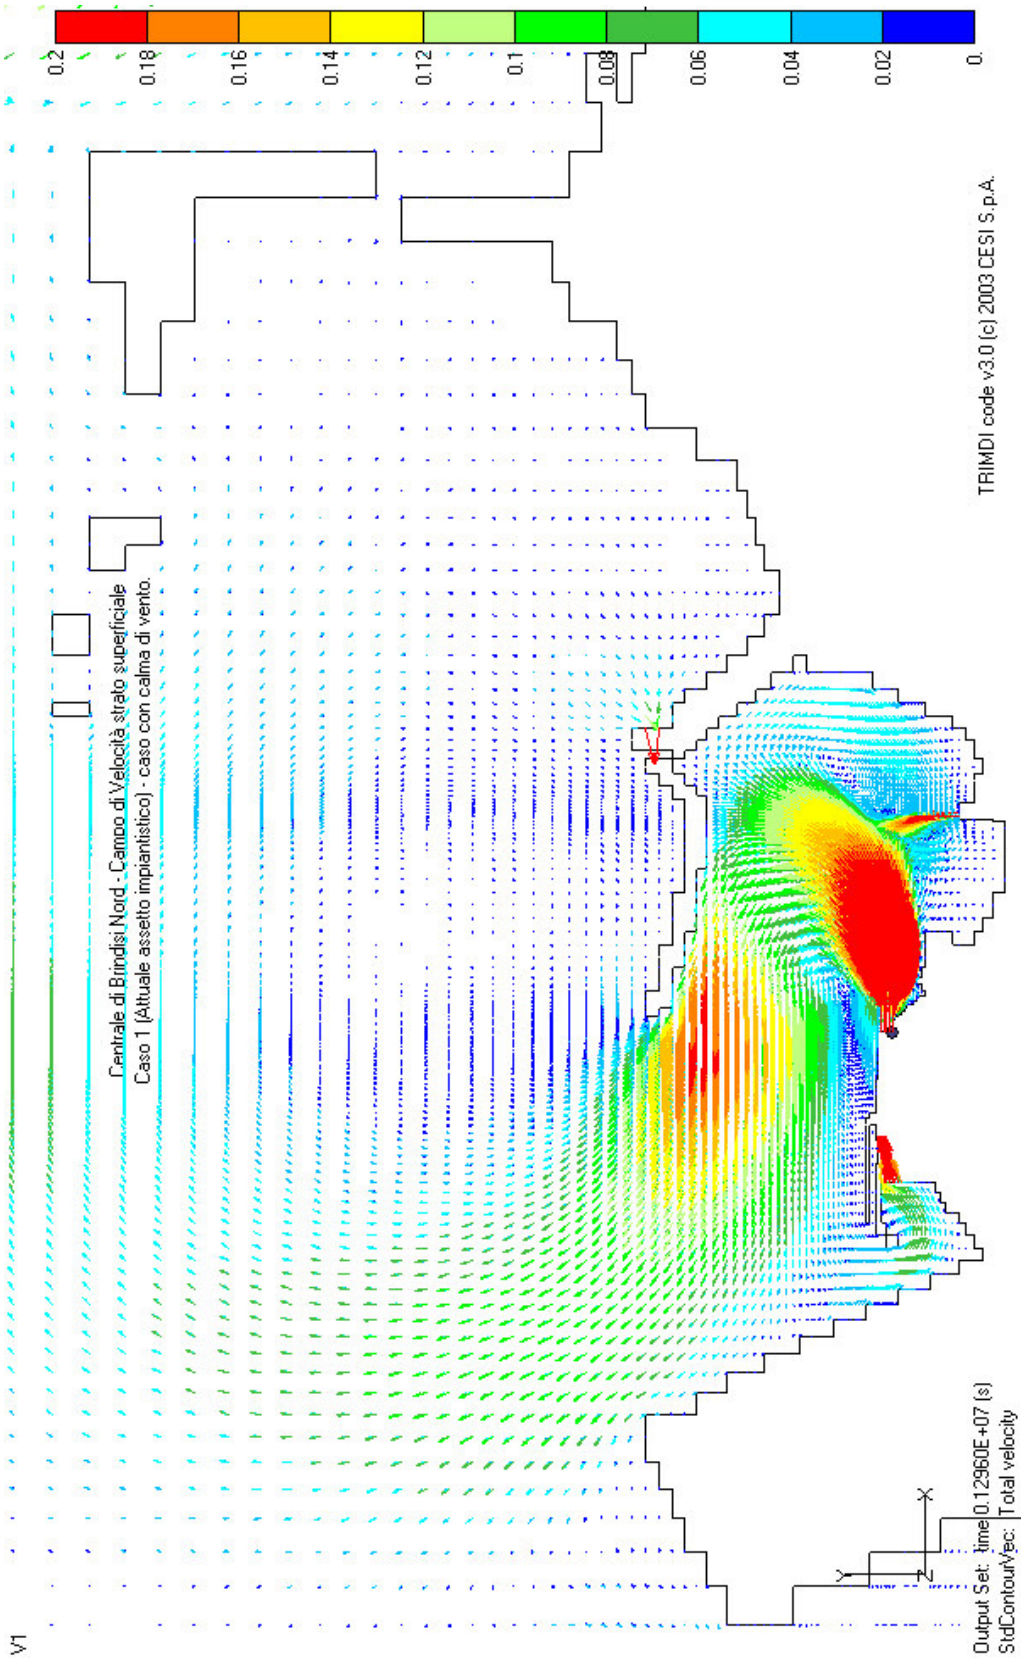 V1
Centrale di Brindisi Nord - Campo di Velocità strato superficiale
Caso 1 (Attuale assetto impiantistico) - caso con calma di vento.
0.2
0.18
0.16
0.14
0.12
0.1
0.08
0.06
0.04
0.02
0.
Y
Z
X
Output Set: time 0.12960E+07 (s)
StdContourVec: Total velocity
TRIMDI code v3.0 (c) 2003 CESI S.p.A.